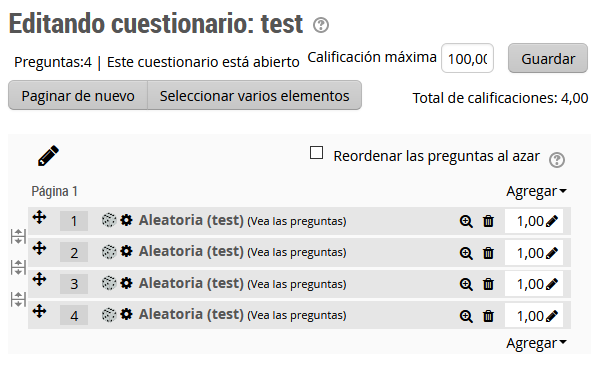 Editando cuestionario: test
Preguntas:4 | Este cuestionario está abierto Calificación máxima 100,00 Guardar
Paginar de nuevo Seleccionar varios elementos Total de calificaciones: 4,00
Reordenar las preguntas al azar
Página 1 Agregar
1 Aleatoria (test) (Vea las preguntas) 1,00
2 Aleatoria (test) (Vea las preguntas) 1,00
3 Aleatoria (test) (Vea las preguntas) 1,00
4 Aleatoria (test) (Vea las preguntas) 1,00
Agregar